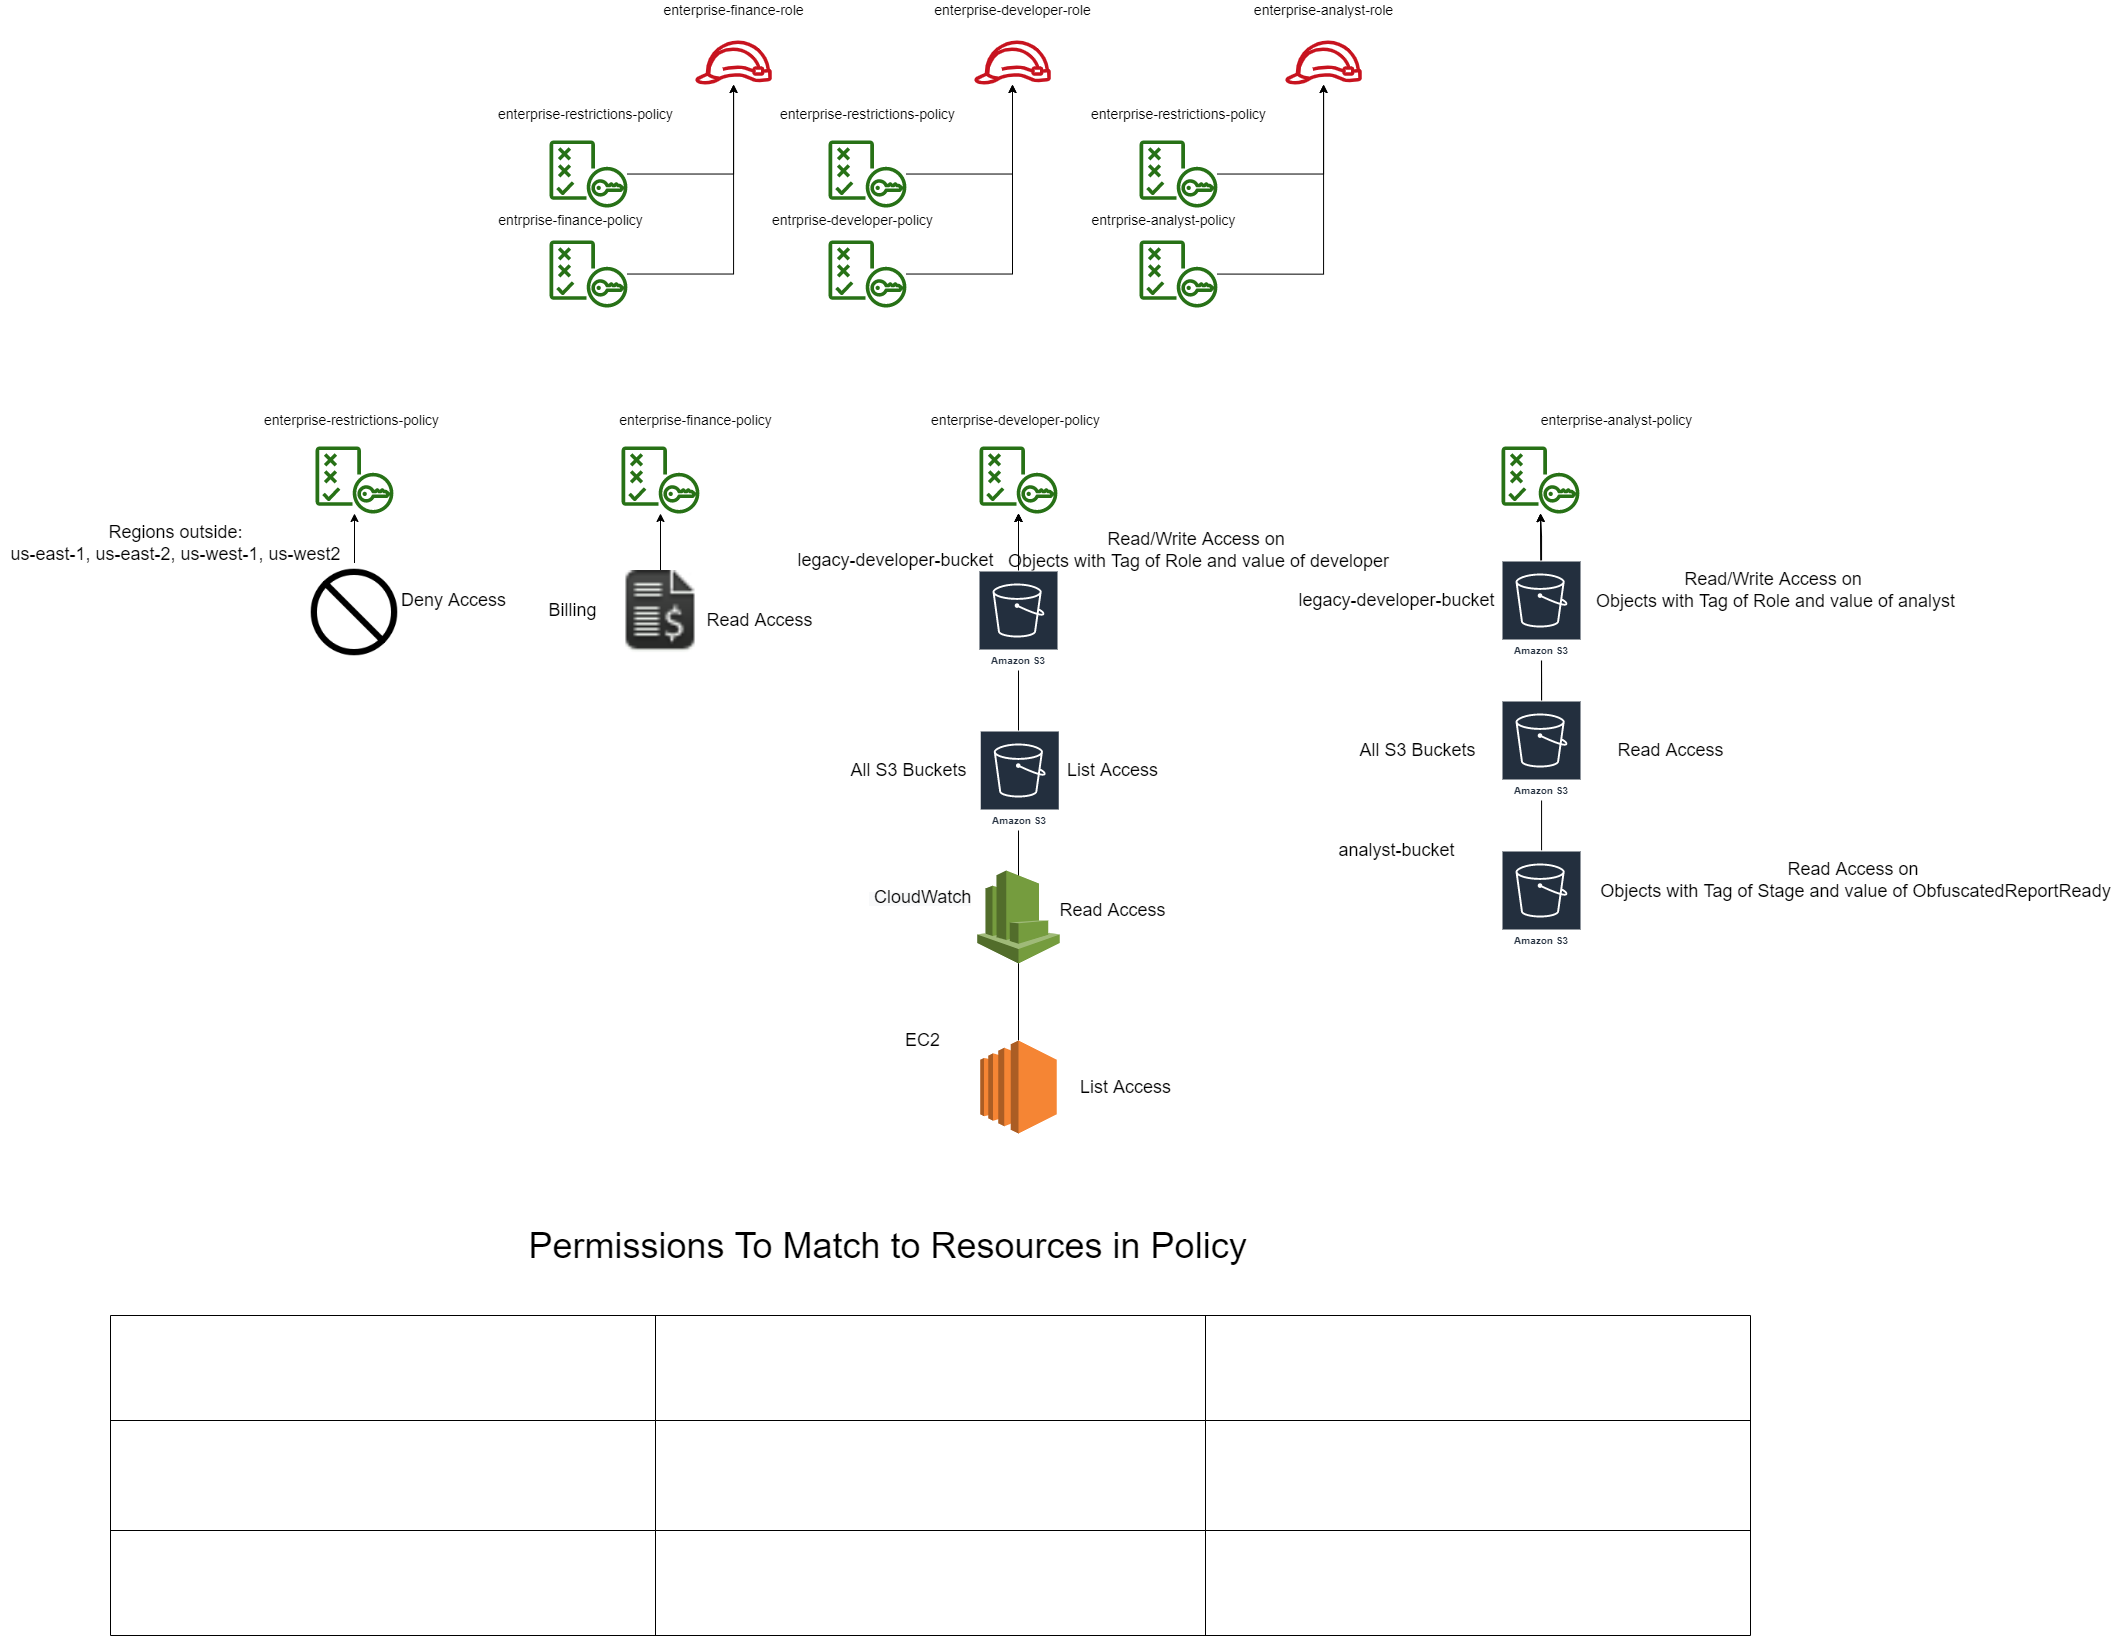 enterprise-finance-role
enterprise-developer-role
enterprise-analyst-role
enterprise-restrictions-policy
enterprise-restrictions-policy
enterprise-restrictions-policy
entrprise-finance-policy
entrprise-developer-policy
entrprise-analyst-policy
enterprise-restrictions-policy
enterprise-finance-policy
enterprise-developer-policy
enterprise-analyst-policy
Regions outside:
us-east-1, us-east-2, us-west-1, us-west2
Deny Access
Billing
Read Access
legacy-developer-bucket
Read/Write Access on
Objects with Tag of Role and value of developer
Amazon S3
All S3 Buckets
List Access
Amazon S3
CloudWatch
Read Access
EC2
List Access
legacy-developer-bucket
Read/Write Access on
Objects with Tag of Role and value of analyst
Amazon S3
All S3 Buckets
Read Access
Amazon S3
analyst-bucket
Read Access on
Objects with Tag of Stage and value of ObfuscatedReportReady
Amazon S3
Permissions To Match to Resources in Policy